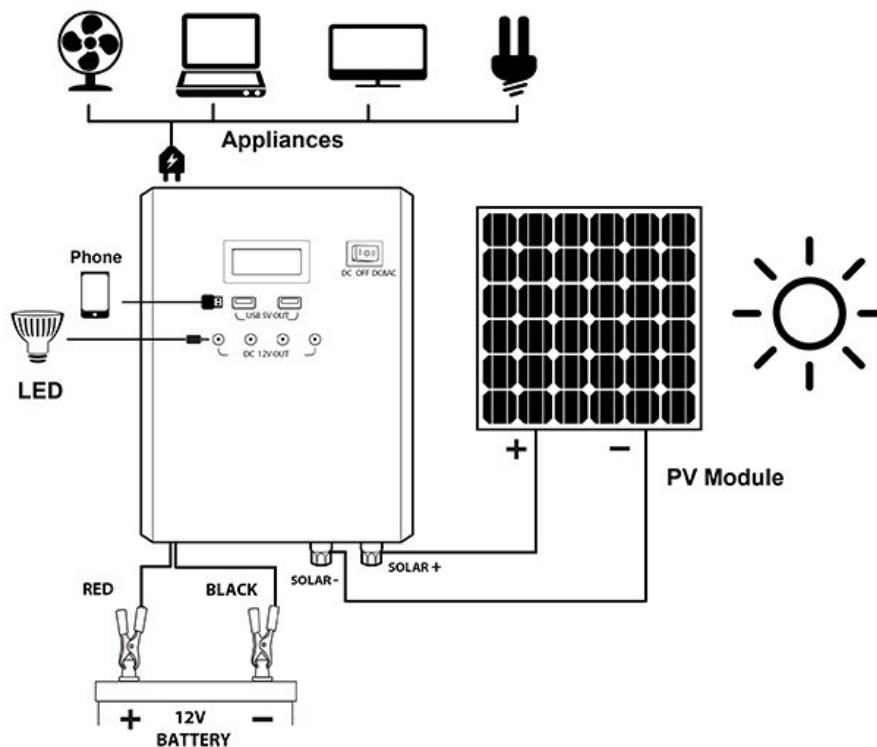 Appliances
Phone
DC OFF DC&AC
USB 5V OUT
DC 12V OUT
LED
+ −
PV Module
SOLAR-
SOLAR +
RED
BLACK
+ 12V −
BATTERY